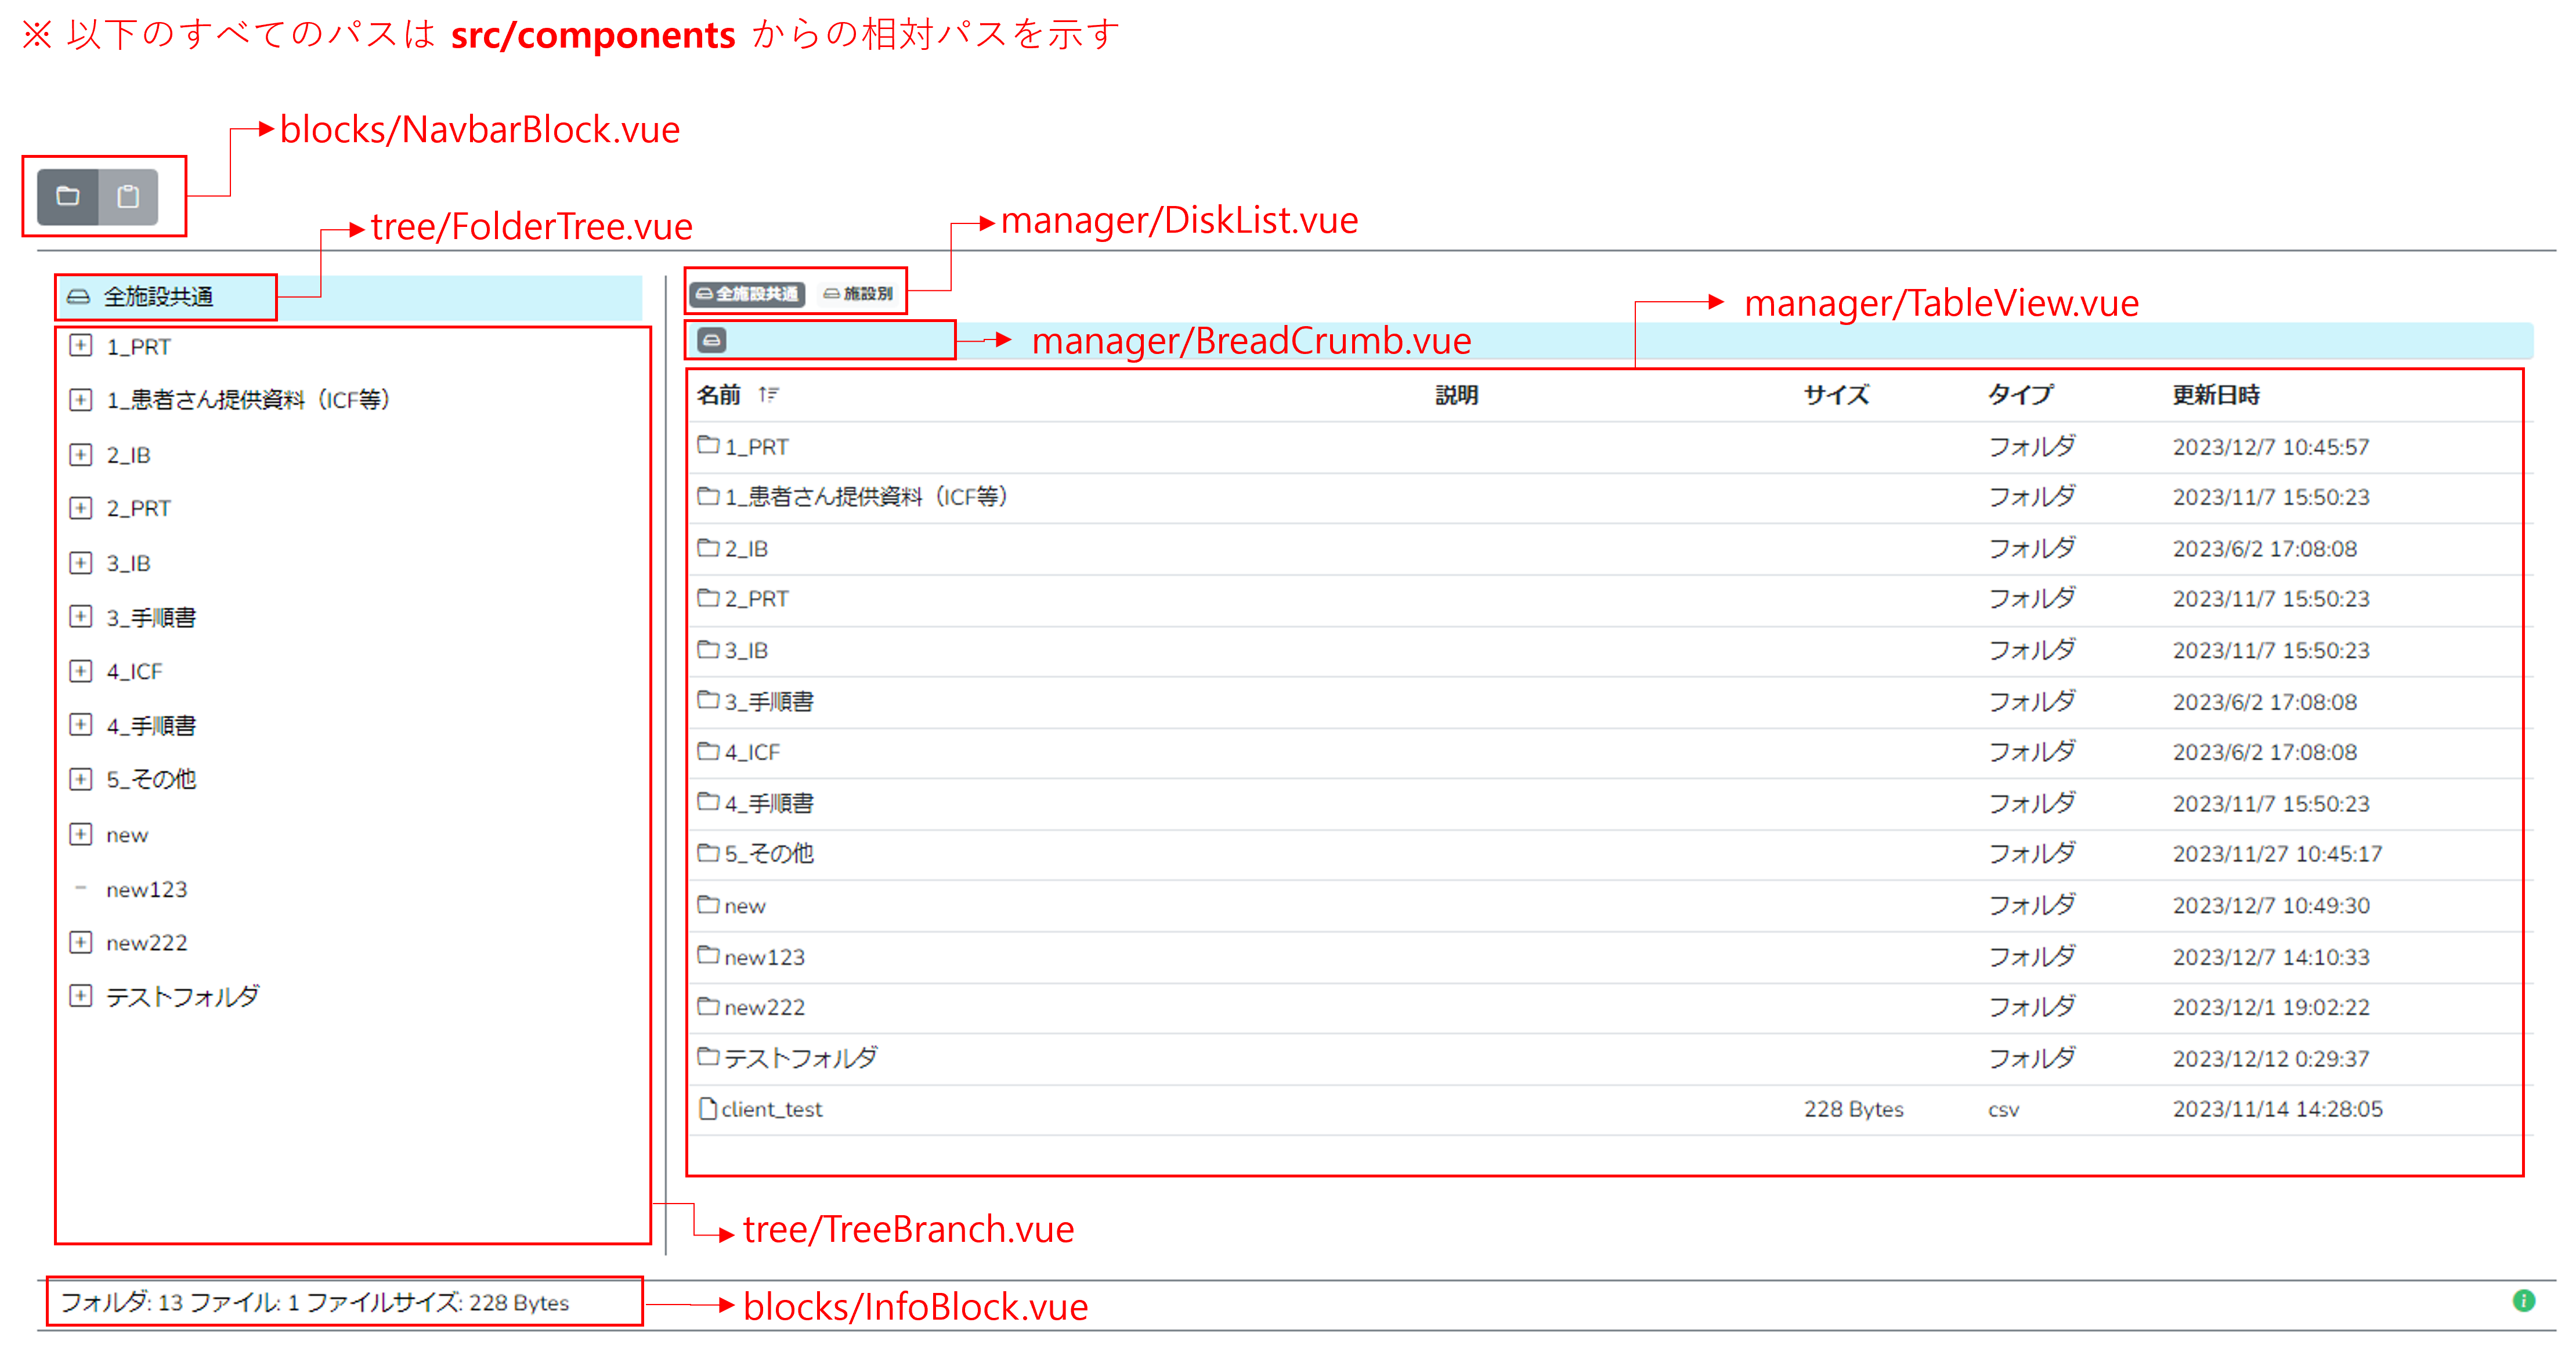 ※ 以下のすべてのパスは src/components からの相対パスを示す
blocks/NavbarBlock.vue
tree/FolderTree.vue
manager/DiskList.vue
全施設共通
全施設共通 施設別
manager/TableView.vue
manager/BreadCrumb.vue
1_PRT
1_患者さん提供資料（ICF等）
2_IB
2_PRT
3_IB
3_手順書
4_ICF
4_手順書
5_その他
new
new123
new222
テストフォルダ
名前 説明 サイズ タイプ 更新日時
1_PRT フォルダ 2023/12/7 10:45:57
1_患者さん提供資料（ICF等） フォルダ 2023/11/7 15:50:23
2_IB フォルダ 2023/6/2 17:08:08
2_PRT フォルダ 2023/11/7 15:50:23
3_IB フォルダ 2023/11/7 15:50:23
3_手順書 フォルダ 2023/6/2 17:08:08
4_ICF フォルダ 2023/6/2 17:08:08
4_手順書 フォルダ 2023/11/7 15:50:23
5_その他 フォルダ 2023/11/27 10:45:17
new フォルダ 2023/12/7 10:49:30
new123 フォルダ 2023/12/7 14:10:33
new222 フォルダ 2023/12/1 19:02:22
テストフォルダ フォルダ 2023/12/12 0:29:37
client_test 228 Bytes csv 2023/11/14 14:28:05
tree/TreeBranch.vue
フォルダ: 13 ファイル: 1 ファイルサイズ: 228 Bytes
blocks/InfoBlock.vue